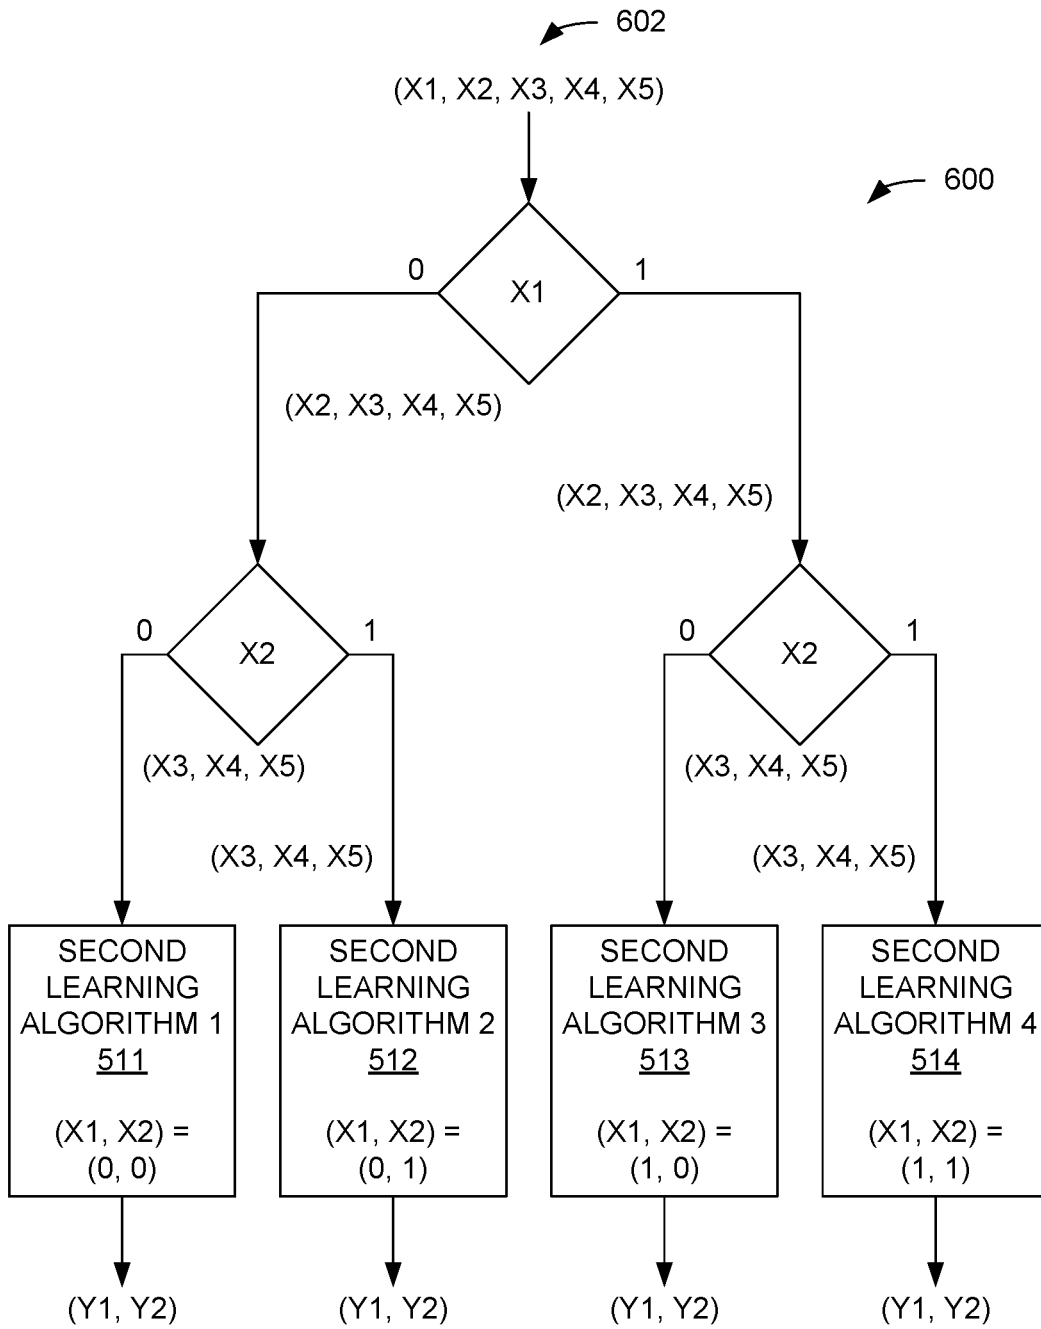 602
(X1, X2, X3, X4, X5)
600
0
1
X1
(X2, X3, X4, X5)
(X2, X3, X4, X5)
0
1
0
1
X2
X2
(X3, X4, X5)
(X3, X4, X5)
(X3, X4, X5)
(X3, X4, X5)
SECOND
LEARNING
ALGORITHM 1
511
(X1, X2) =
(0, 0)
SECOND
LEARNING
ALGORITHM 2
512
(X1, X2) =
(0, 1)
SECOND
LEARNING
ALGORITHM 3
513
(X1, X2) =
(1, 0)
SECOND
LEARNING
ALGORITHM 4
514
(X1, X2) =
(1, 1)
(Y1, Y2)
(Y1, Y2)
(Y1, Y2)
(Y1, Y2)